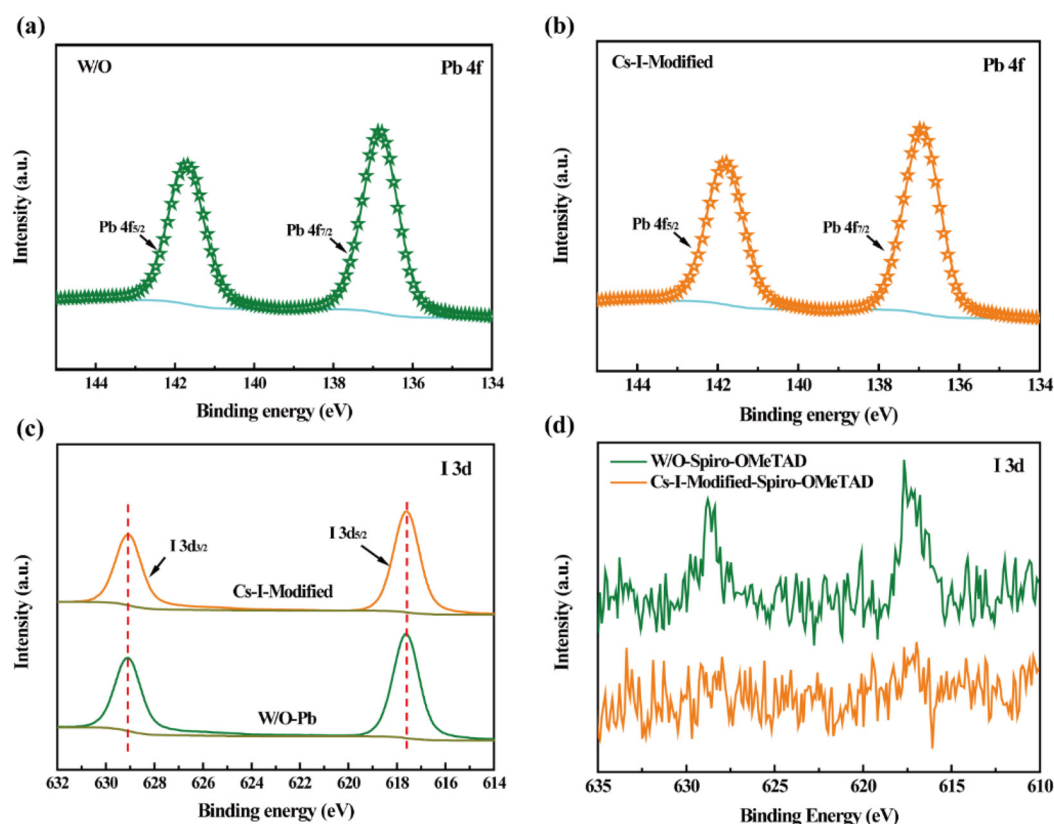 (a)
W/O
Pb 4f
Pb 4f5/2
Pb 4f7/2
Intensity (a.u.)
144 142 140 138 136 134
Binding energy (eV)
(b)
Cs-I-Modified
Pb 4f
Pb 4f5/2
Pb 4f7/2
Intensity (a.u.)
144 142 140 138 136 134
Binding energy (eV)
(c)
I 3d
I 3d3/2
I 3d5/2
Cs-I-Modified
W/O-Pb
Intensity (a.u.)
632 630 628 626 624 622 620 618 616 614
Binding energy (eV)
(d)
W/O-Spiro-OMeTAD
Cs-I-Modified-Spiro-OMeTAD
I 3d
Intensity (a.u.)
635 630 625 620 615 610
Binding Energy (eV)